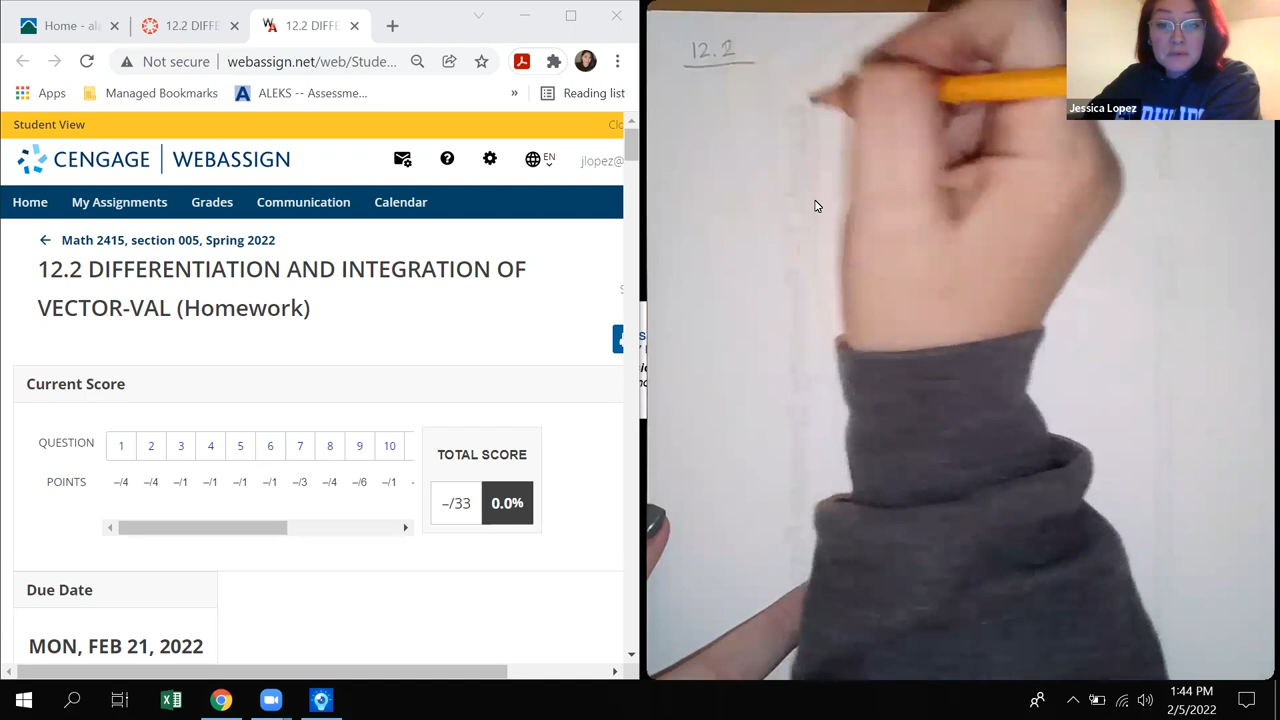 Home - ala
12.2 DIFFE
12.2 DIFFE
Not secure
webassign.net/web/Stude...
Apps
Managed Bookmarks
ALEKS -- Assessme...
»
Reading list
Student View
Clo
CENGAGE | WEBASSIGN
EN
jlopez@
Home
My Assignments
Grades
Communication
Calendar
Math 2415, section 005, Spring 2022
12.2 DIFFERENTIATION AND INTEGRATION OF
VECTOR-VAL (Homework)
Current Score
QUESTION 1 2 3 4 5 6 7 8 9 10
POINTS –/4 –/4 –/1 –/1 –/1 –/1 –/3 –/4 –/6 –/1
TOTAL SCORE
–/33 0.0%
Due Date
MON, FEB 21, 2022
12.2
Jessica Lopez
1:44 PM
2/5/2022